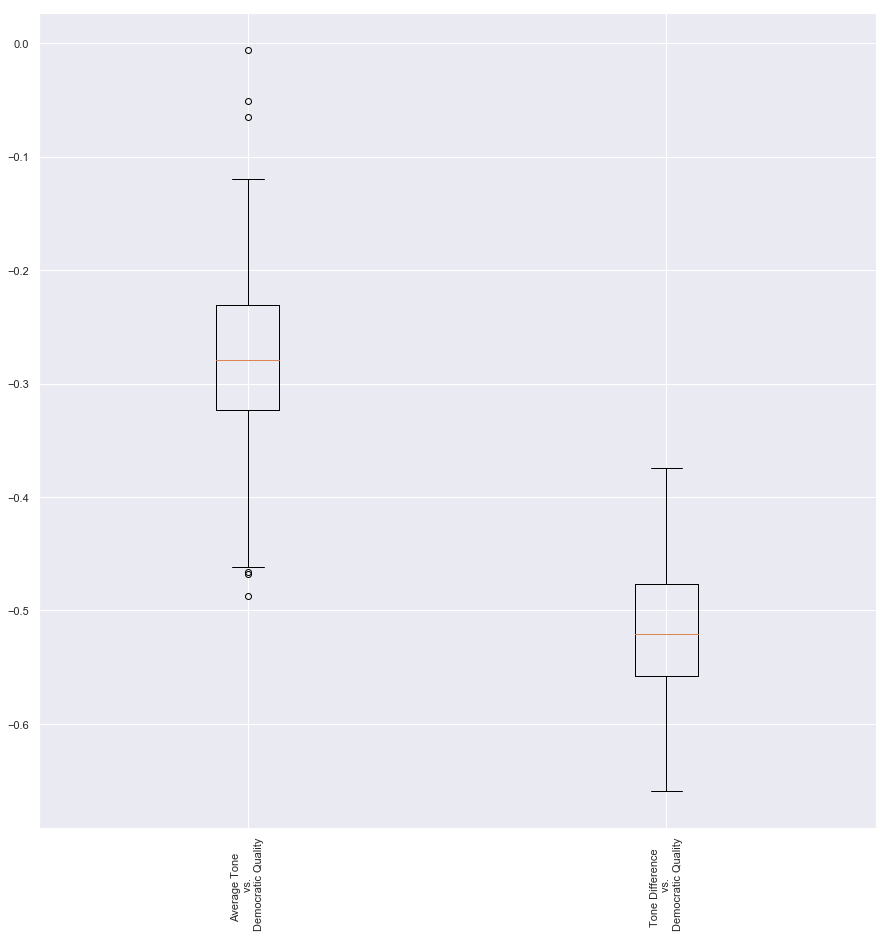 0.0
−0.1
−0.2
−0.3
−0.4
−0.5
−0.6
Average Tone
vs.
Democratic Quality
Tone Difference
vs.
Democratic Quality